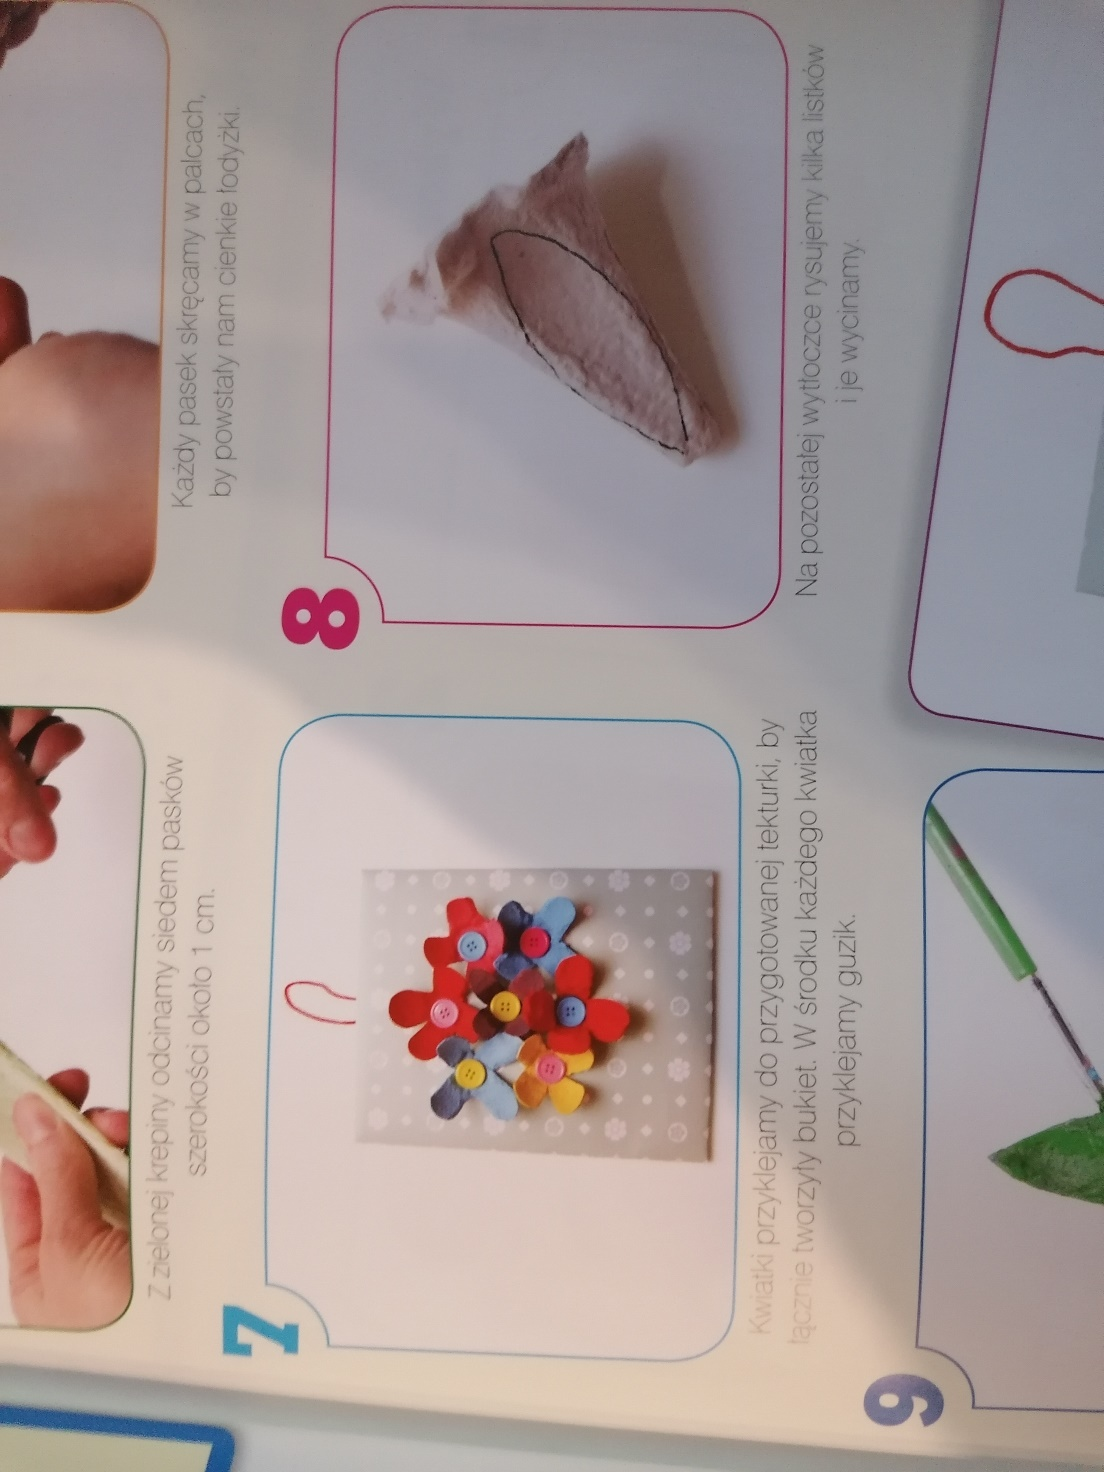 Z zielonej krepiny odcinamy siedem pasków
szerokości około 1 cm.
Każdy pasek skręcamy w palcach,
by powstały nam cienkie łodyżki.
7
Kwiatki przyklejamy do przygotowanej tekturki, by
łącznie tworzyły bukiet. W środku każdego kwiatka
przyklejamy guzik.
8
Na pozostałej wytłoczce rysujemy kilka listków
i je wycinamy.
9